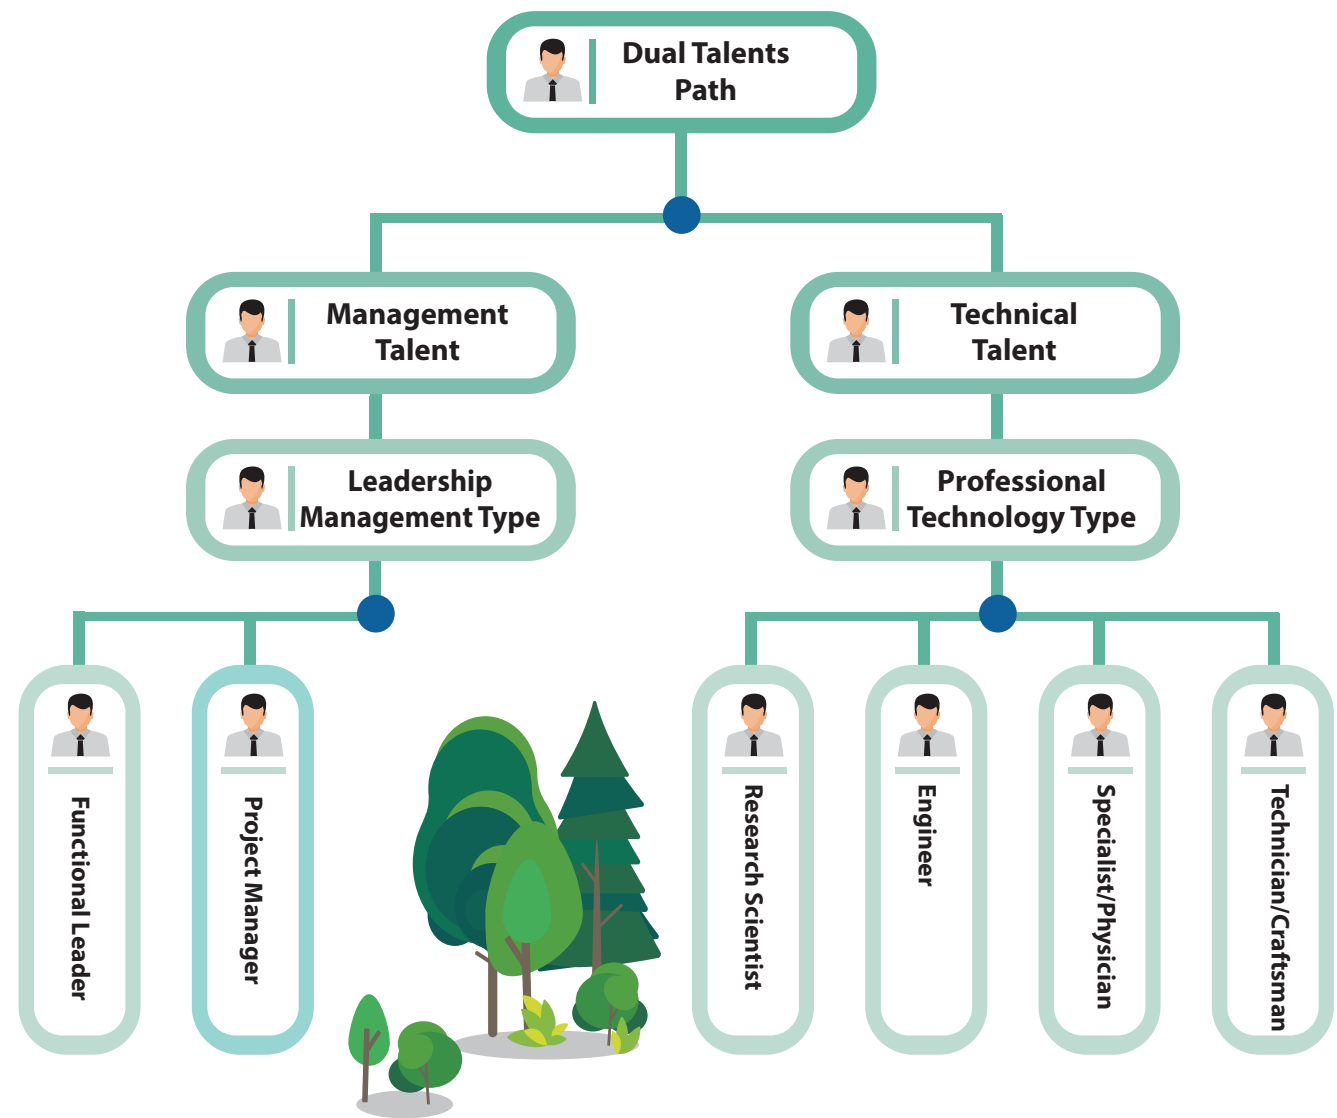 Dual Talents
Path
Management
Talent
Technical
Talent
Leadership
Management Type
Professional
Technology Type
Functional Leader
Project Manager
Research Scientist
Engineer
Specialist/Physician
Technician/Craftsman